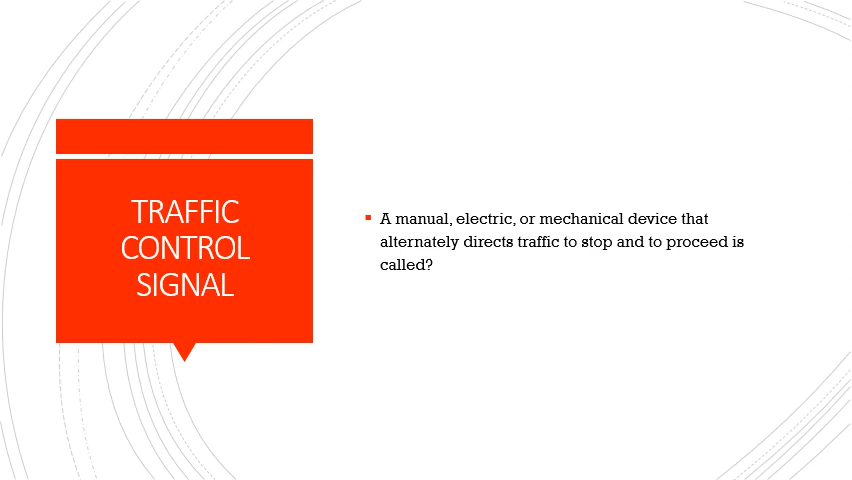 TRAFFIC
CONTROL
SIGNAL
A manual, electric, or mechanical device that
alternately directs traffic to stop and to proceed is
called?